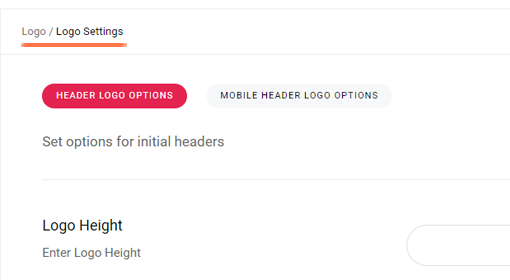 Logo / Logo Settings
HEADER LOGO OPTIONS
MOBILE HEADER LOGO OPTIONS
Set options for initial headers
Logo Height
Enter Logo Height